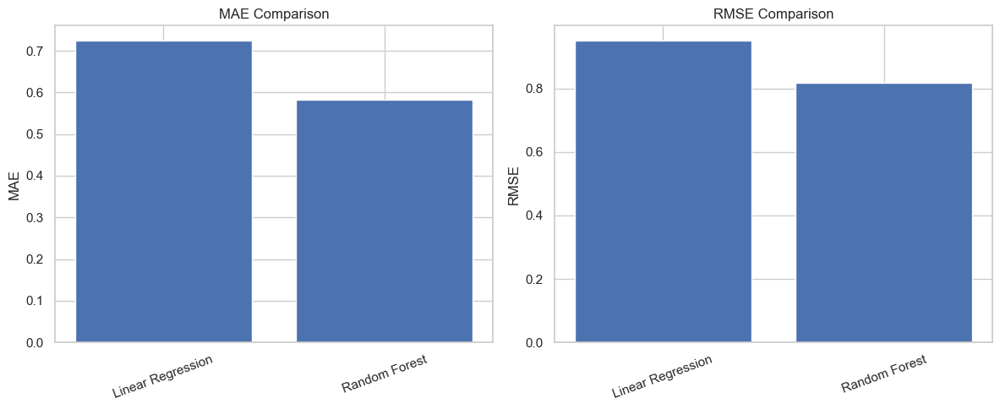 MAE Comparison
MAE
0.7
0.6
0.5
0.4
0.3
0.2
0.1
0.0
Linear Regression
Random Forest
RMSE Comparison
RMSE
0.8
0.6
0.4
0.2
0.0
Linear Regression
Random Forest